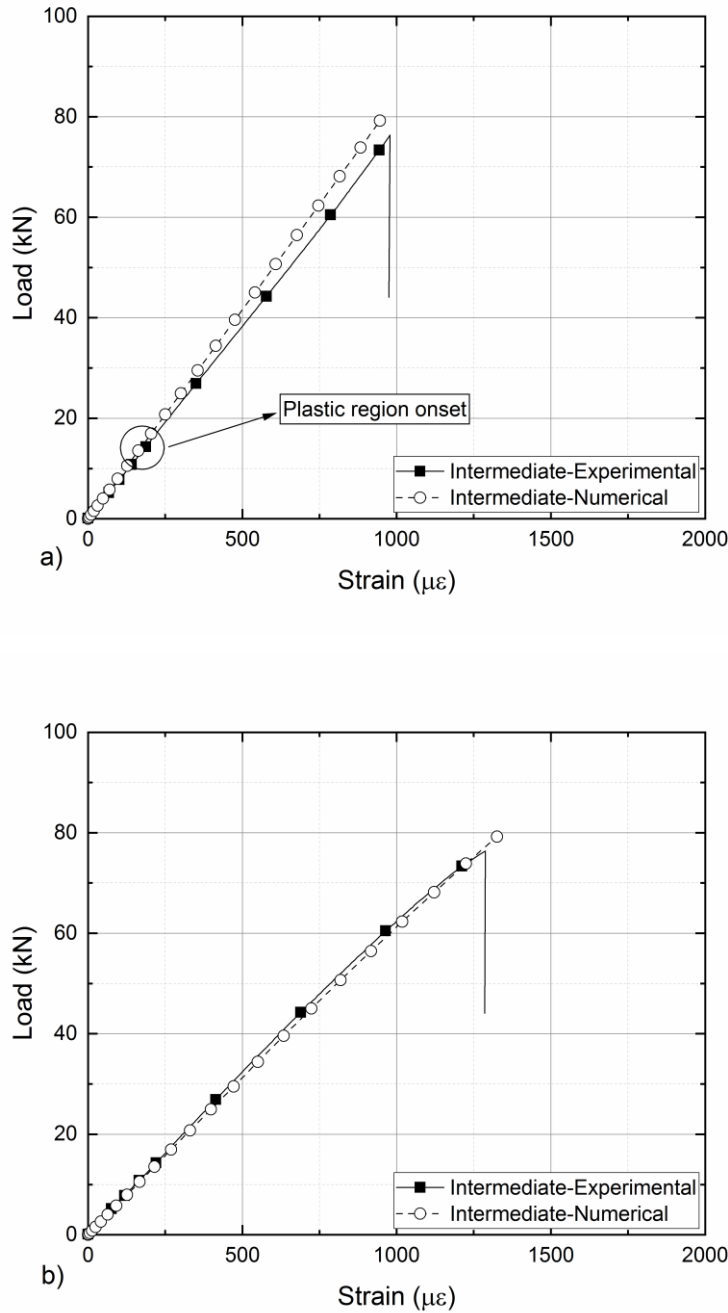 100
80
60
40
20
0
Load (kN)
Plastic region onset
Intermediate-Experimental
Intermediate-Numerical
0 500 1000 1500 2000
a)
Strain (με)
100
80
60
40
20
0
Load (kN)
Intermediate-Experimental
Intermediate-Numerical
0 500 1000 1500 2000
b)
Strain (με)